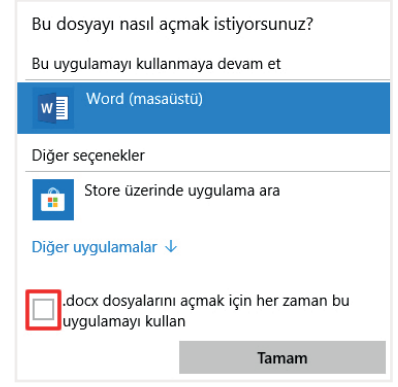 Bu dosyayı nasıl açmak istiyorsunuz?
Bu uygulamayı kullanmaya devam et
Word (masaüstü)
Diğer seçenekler
Store üzerinde uygulama ara
Diğer uygulamalar ↓
.docx dosyalarını açmak için her zaman bu
uygulamayı kullan
Tamam